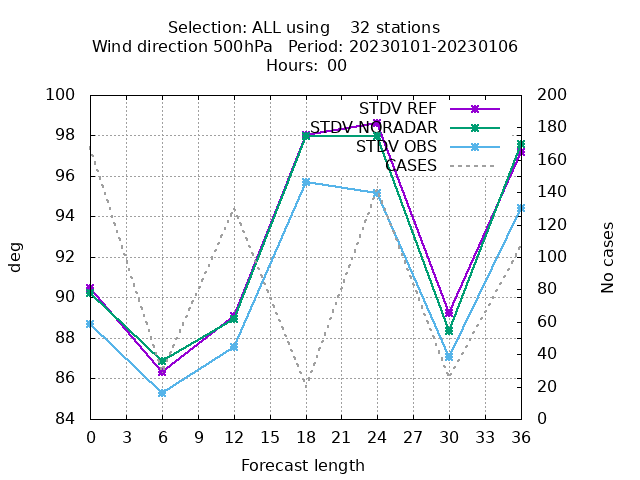 Selection: ALL using    32 stations
Wind direction 500hPa   Period: 20230101-20230106
Hours: 00
100
98
96
94
92
90
88
86
84
deg
STDV REF
STDV NORADAR
STDV OBS
CASES
200
180
160
140
120
100
80
60
40
20
0
No cases
0 3 6 9 12 15 18 21 24 27 30 33 36
Forecast length